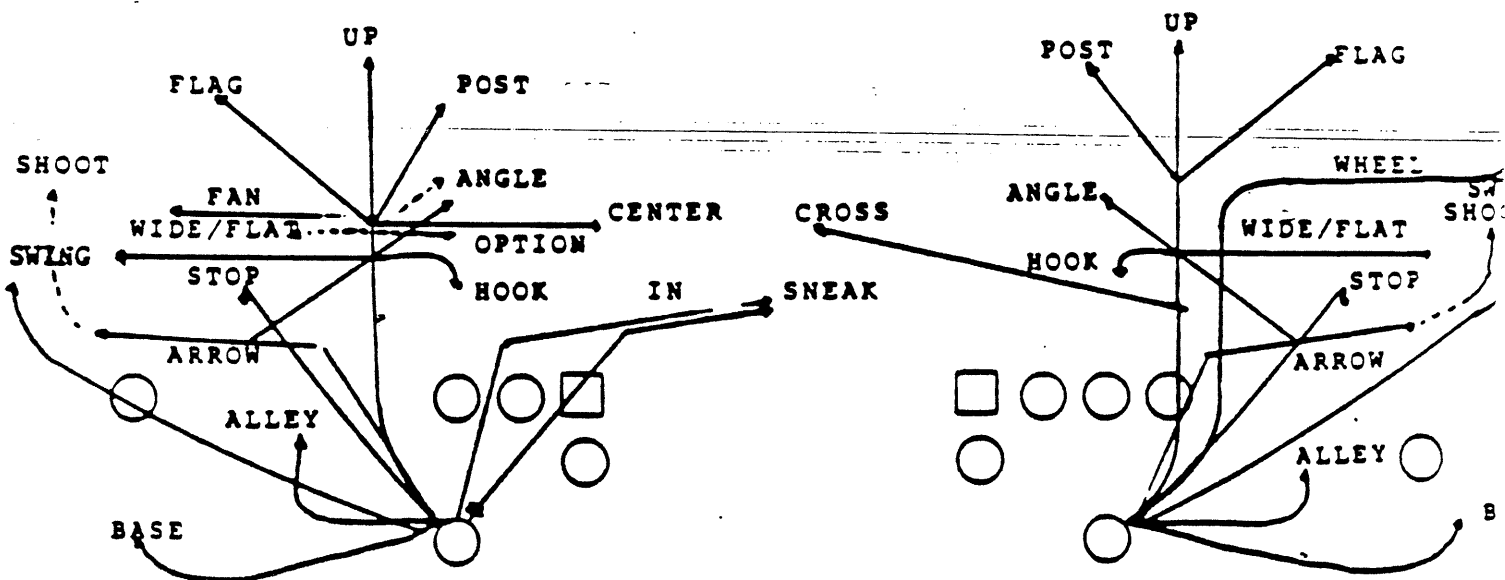 UP
FLAG
POST
SHOOT
ANGLE
FAN
CENTER
WIDE/FLAT
OPTION
SWING
STOP
HOOK
IN
SNEAK
ARROW
ALLEY
BASE
UP
POST
FLAG
WHEEL
ANGLE
CROSS
WIDE/FLAT
HOOK
STOP
ARROW
ALLEY